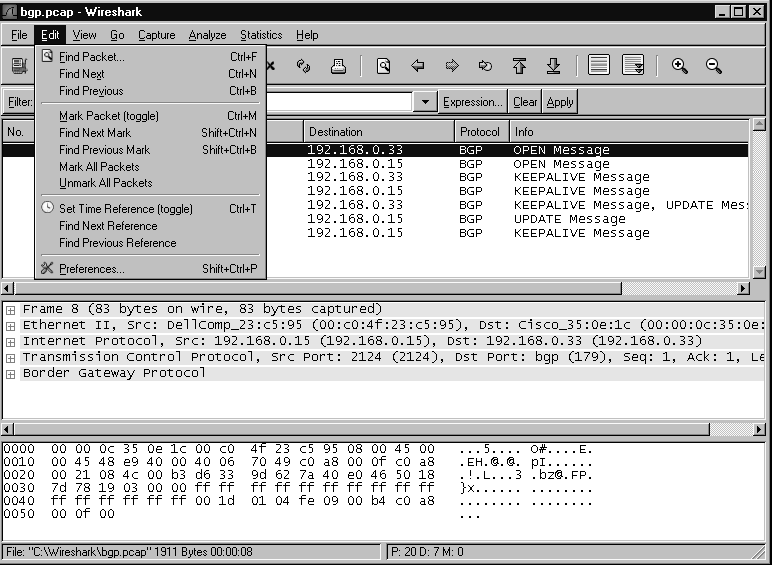 bgp.pcap - Wireshark
File Edit View Go Capture Analyze Statistics Help
Find Packet... Ctrl+F
Find Next Ctrl+N
Find Previous Ctrl+B
Mark Packet (toggle) Ctrl+M
Find Next Mark Shift+Ctrl+N
Find Previous Mark Shift+Ctrl+B
Mark All Packets
Unmark All Packets
Set Time Reference (toggle) Ctrl+T
Find Next Reference
Find Previous Reference
Preferences... Shift+Ctrl+P
Filter: Expression... Clear Apply
No. Destination Protocol Info
192.168.0.33 BGP OPEN Message
192.168.0.15 BGP OPEN Message
192.168.0.33 BGP KEEPALIVE Message
192.168.0.15 BGP KEEPALIVE Message
192.168.0.33 BGP KEEPALIVE Message, UPDATE Mess
192.168.0.15 BGP UPDATE Message
192.168.0.15 BGP KEEPALIVE Message
Frame 8 (83 bytes on wire, 83 bytes captured)
Ethernet II, Src: DellComp_23:c5:95 (00:c0:4f:23:c5:95), Dst: Cisco_35:0e:1c (00:00:0c:35:0e:
Internet Protocol, Src: 192.168.0.15 (192.168.0.15), Dst: 192.168.0.33 (192.168.0.33)
Transmission Control Protocol, Src Port: 2124 (2124), Dst Port: bgp (179), Seq: 1, Ack: 1, Le
Border Gateway Protocol
0000 00 00 0c 35 0e 1c 00 c0 4f 23 c5 95 08 00 45 00 ...5.... O#....E.
0010 00 45 48 e9 40 00 40 06 70 49 c0 a8 00 0f c0 a8 .EH.@.@. pI......
0020 00 21 08 4c 00 b3 d6 33 9d 62 7a 40 e0 46 50 18 .!.L...3 .bz@.FP.
0030 7d 78 19 03 00 00 ff ff ff ff ff ff ff ff ff ff }x...... ........
0040 ff ff ff ff ff ff 00 1d 01 04 fe 09 00 b4 c0 a8 ........ ........
0050 00 0f 00 ...
File: "C:\Wireshark\bgp.pcap" 1911 Bytes 00:00:08 P: 20 D: 7 M: 0